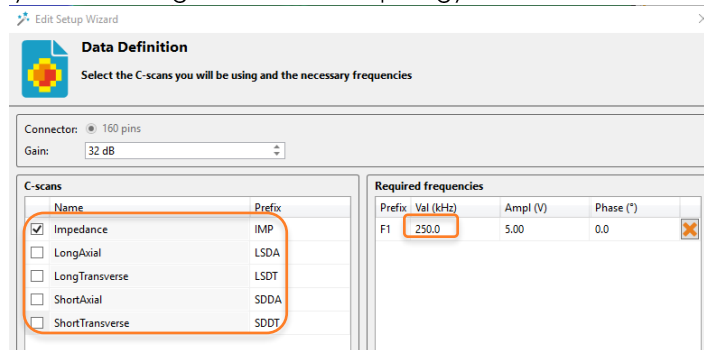 Edit Setup Wizard
Data Definition
Select the C-scans you will be using and the necessary frequencies
Connector: 160 pins
Gain: 32 dB
C-scans
Name Prefix
Impedance IMP
LongAxial LSDA
LongTransverse LSDT
ShortAxial SDDA
ShortTransverse SDDT
Required frequencies
Prefix Val (kHz) Ampl (V) Phase (°)
F1 250.0 5.00 0.0